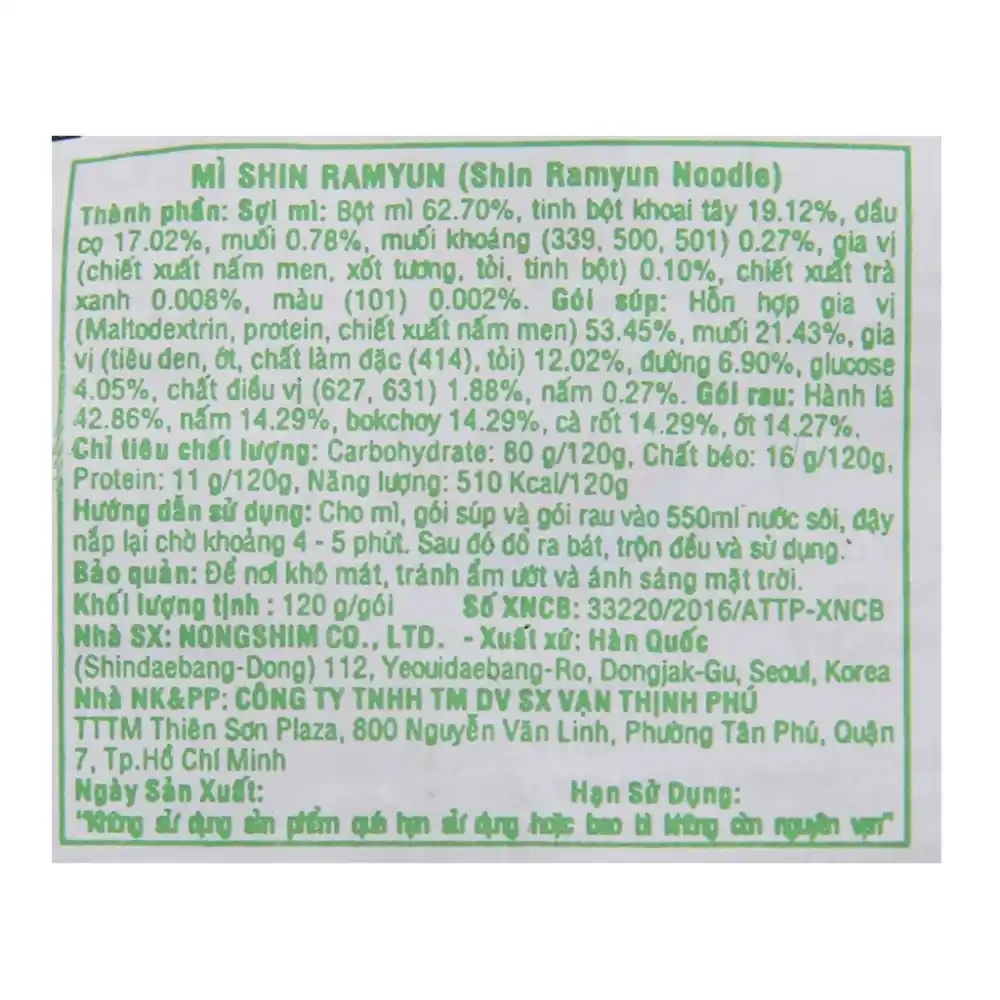 MÌ SHIN RAMYUN (Shin Ramyun Noodle)
Thành phần: Sợi mì: Bột mì 62.70%, tinh bột khoai tây 19.12%, dầu
cọ 17.02%, muối 0.78%, muối khoáng (339, 500, 501) 0.27%, gia vị
(chiết xuất nấm men, xốt tương, tỏi, tinh bột) 0.10%, chiết xuất trà
xanh 0.008%, màu (101) 0.002%. Gói súp: Hỗn hợp gia vị
(Maltodextrin, protein, chiết xuất nấm men) 53.45%, muối 21.43%, gia
vị (tiêu đen, ớt, chất làm đặc (414), tỏi) 12.02%, đường 6.90%, glucose
4.05%, chất điều vị (627, 631) 1.88%, nấm 0.27%. Gói rau: Hành lá
42.86%, nấm 14.29%, bokchoy 14.29%, cà rốt 14.29%, ớt 14.27%.
Chỉ tiêu chất lượng: Carbohydrate: 80 g/120g, Chất béo: 16 g/120g,
Protein: 11 g/120g, Năng lượng: 510 Kcal/120g
Hướng dẫn sử dụng: Cho mì, gói súp và gói rau vào 550ml nước sôi, đậy
nắp lại chờ khoảng 4 - 5 phút. Sau đó đổ ra bát, trộn đều và sử dụng.
Bảo quản: Để nơi khô mát, tránh ẩm ướt và ánh sáng mặt trời.
Khối lượng tịnh : 120 g/gói Số XNCB: 33220/2016/ATTP-XNCB
Nhà SX: NONGSHIM CO., LTD. - Xuất xứ: Hàn Quốc
(Shindaebang-Dong) 112, Yeouidaebang-Ro, Dongjak-Gu, Seoul, Korea
Nhà NK&PP: CÔNG TY TNHH TM DV SX VẠN THỊNH PHÚ
TTTM Thiên Sơn Plaza, 800 Nguyễn Văn Linh, Phường Tân Phú, Quận
7, Tp.Hồ Chí Minh
Ngày Sản Xuất: Hạn Sử Dụng:
"Không sử dụng sản phẩm quá hạn sử dụng hoặc bao bì không còn nguyên vẹn"